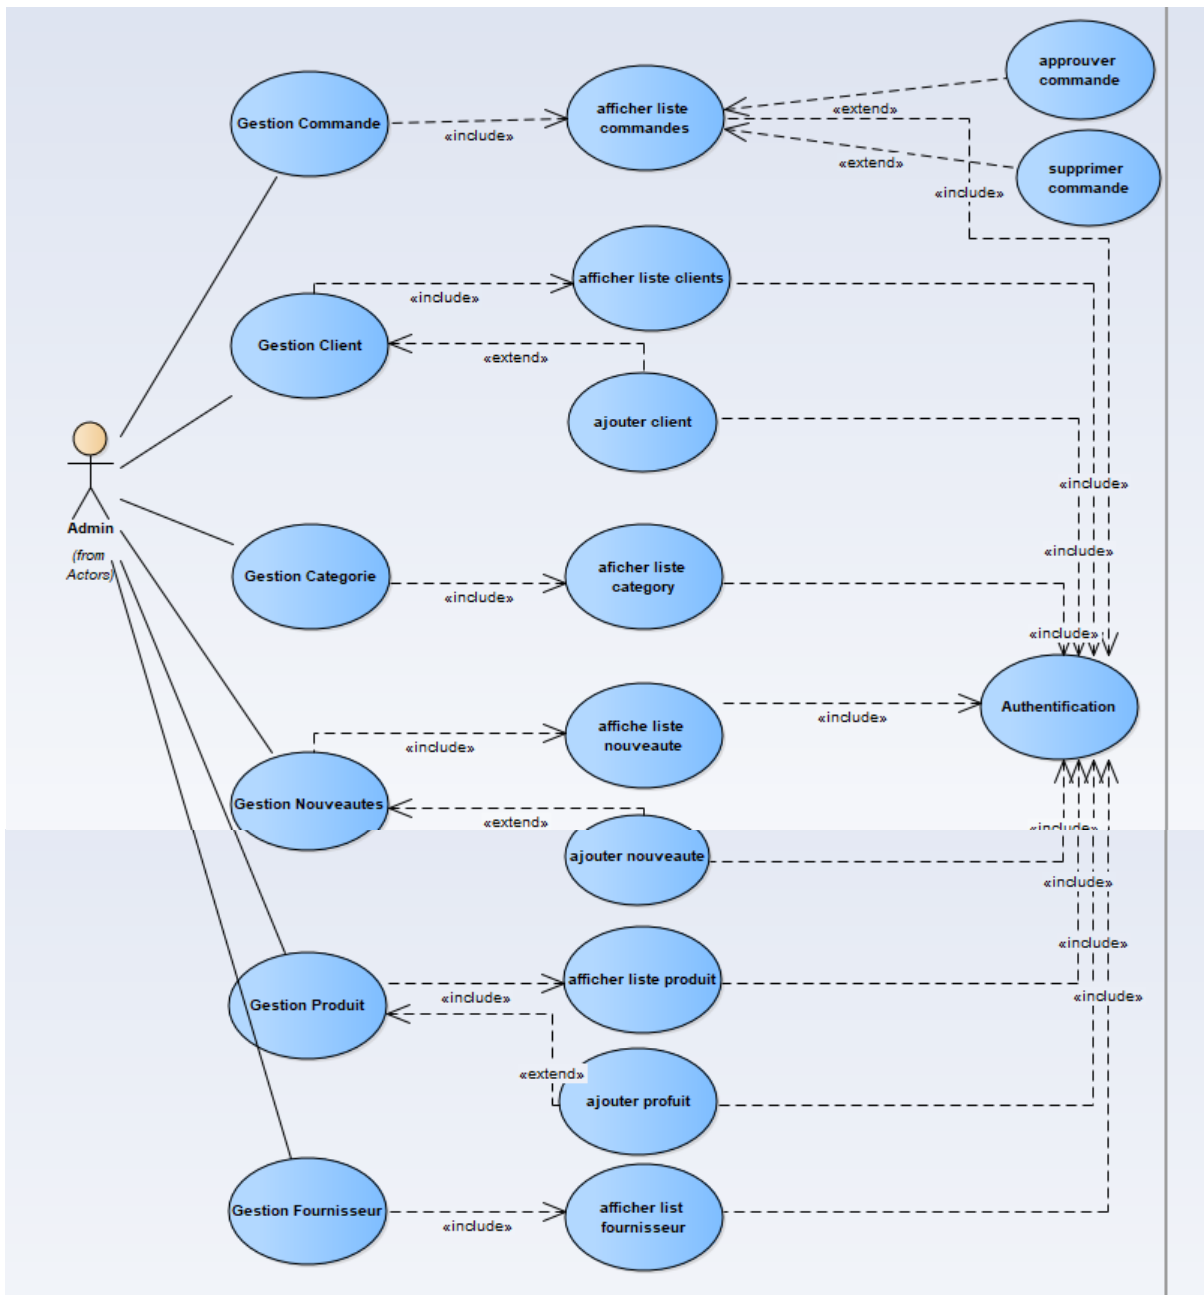 approuver
commande
Gestion Commande
«include»
afficher liste
commandes
«extend»
«extend»
supprimer
commande
«include»
afficher liste clients
«include»
Gestion Client
«extend»
ajouter client
«include»
«include»
Admin
(from
Actors)
Gestion Categorie
«include»
aficher liste
category
«include»
Authentification
affiche liste
nouveaute
«include»
«include»
Gestion Nouveautes
«extend»
ajouter nouveaute
«include»
«include»
«include»
«include»
afficher liste produit
«include»
Gestion Produit
«extend»
ajouter profuit
Gestion Fournisseur
«include»
afficher list
fournisseur